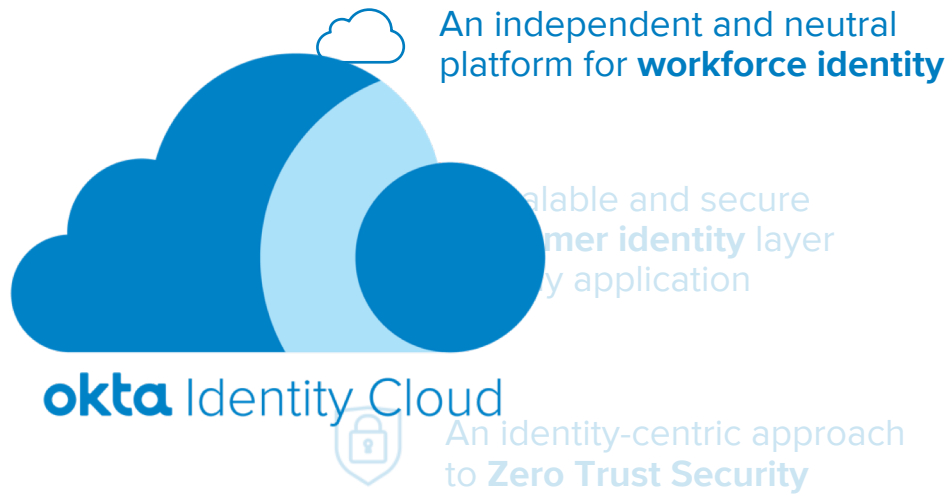 An independent and neutral
platform for workforce identity
alable and secure
mer identity layer
y application
okta Identity Cloud
An identity-centric approach
to Zero Trust Security